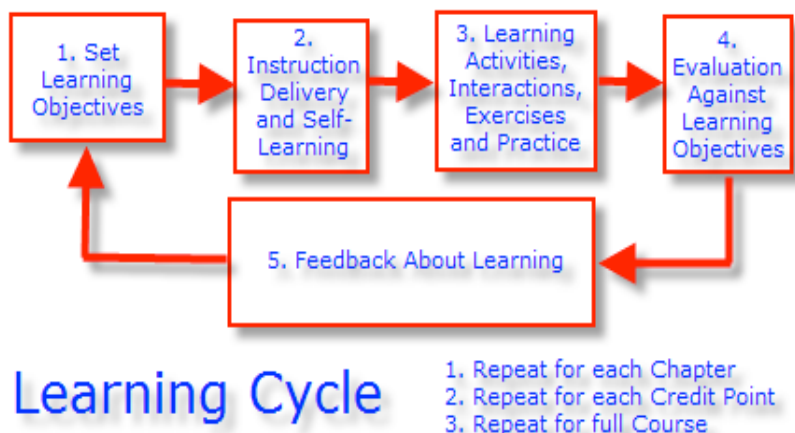 1. Set
Learning
Objectives
2.
Instruction
Delivery
and Self-
Learning
3. Learning
Activities,
Interactions,
Exercises
and Practice
4.
Evaluation
Against
Learning
Objectives
5. Feedback About Learning
Learning Cycle
1. Repeat for each Chapter
2. Repeat for each Credit Point
3. Repeat for full Course